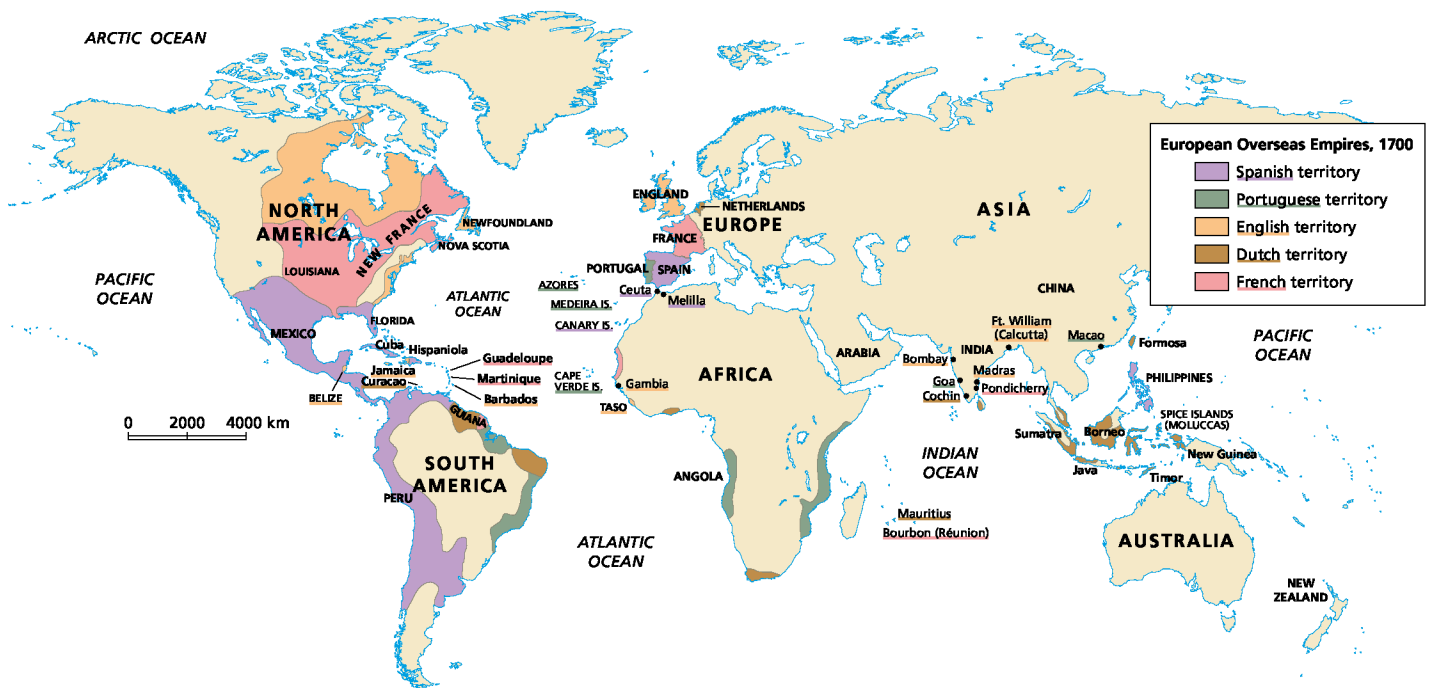 ARCTIC OCEAN
European Overseas Empires, 1700
Spanish territory
Portuguese territory
English territory
Dutch territory
French territory
ENGLAND
NETHERLANDS
EUROPE
ASIA
NORTH
AMERICA
NEW FRANCE
NEWFOUNDLAND
NOVA SCOTIA
FRANCE
LOUISIANA
PORTUGAL
SPAIN
PACIFIC
OCEAN
ATLANTIC
OCEAN
AZORES
Ceuta
Melilla
MEDEIRA IS.
CANARY IS.
CHINA
FLORIDA
MEXICO
Cuba
Hispaniola
Guadeloupe
Jamaica
Curacao
Martinique
Barbados
BELIZE
CAPE
VERDE IS.
Gambia
TASO
AFRICA
ARABIA
Bombay
INDIA
Ft. William
(Calcutta)
Macao
Formosa
PACIFIC
OCEAN
Goa
Madras
Cochin
Pondicherry
PHILIPPINES
0
2000
4000 km
GUIANA
SOUTH
AMERICA
PERU
ANGOLA
INDIAN
OCEAN
SPICE ISLANDS
(MOLUCCAS)
Sumatra
Borneo
New Guinea
Java
Timor
Mauritius
Bourbon (Réunion)
ATLANTIC
OCEAN
AUSTRALIA
NEW
ZEALAND